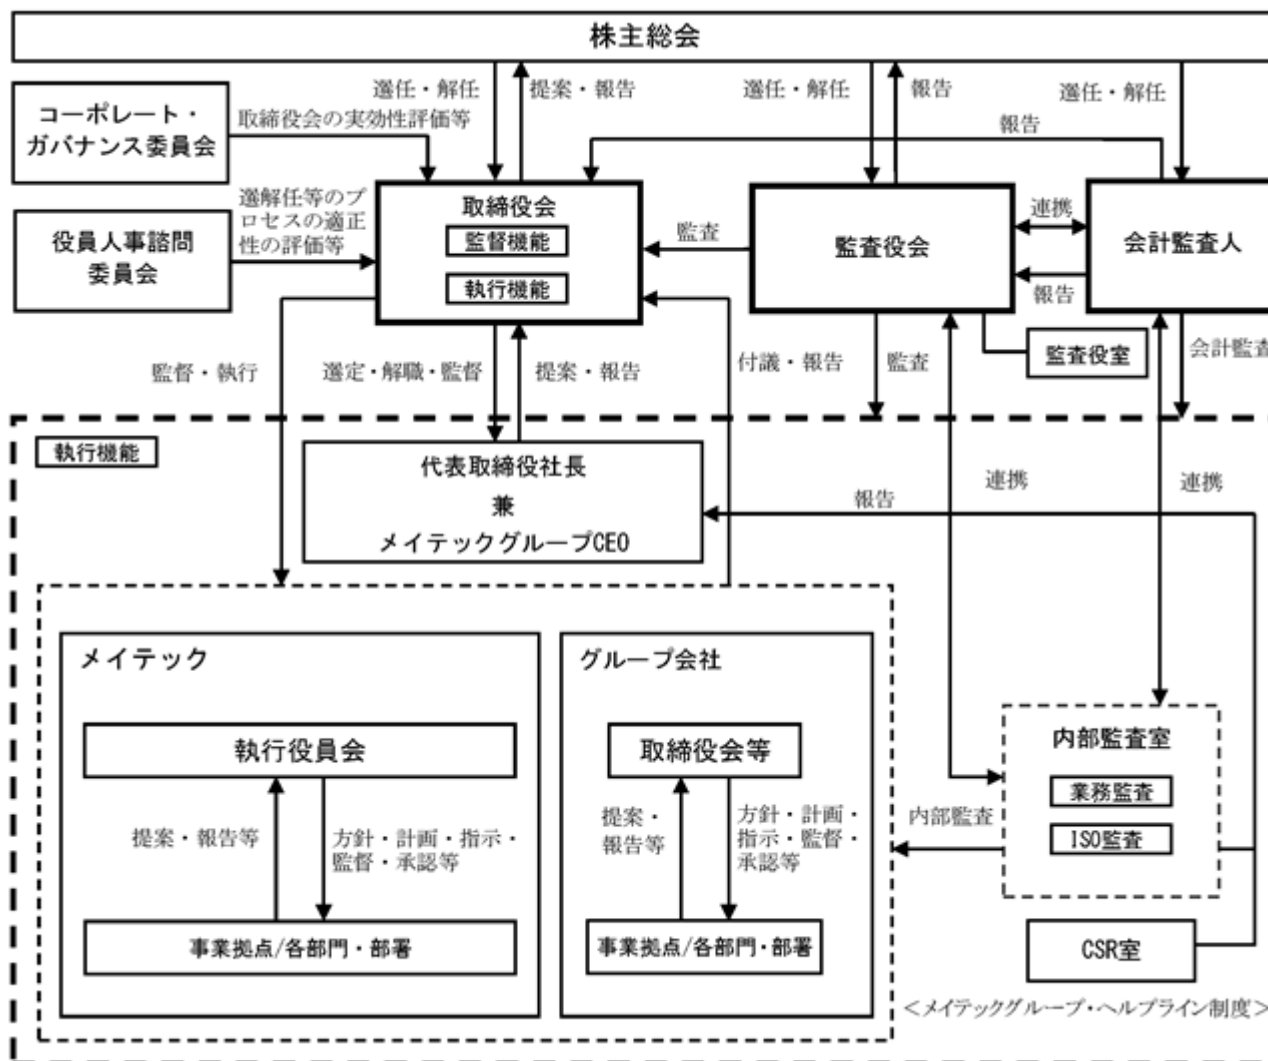 株主総会
選任・解任
提案・報告
選任・解任
報告
選任・解任
コーポレート・
ガバナンス委員会
取締役会の実効性評価等
報告
役員人事諮問
委員会
選解任等のプ
ロセスの適正
性の評価等
取締役会
監督機能
執行機能
監査
監査役会
連携
報告
会計監査人
監督・執行
選定・解職・監督
提案・報告
付議・報告
監査
監査役室
会計監査
執行機能
代表取締役社長
兼
メイテックグループCEO
報告
連携
連携
メイテック
執行役員会
提案・報告等
方針・計画・指示・
監督・承認等
事業拠点/各部門・部署
グループ会社
取締役会等
提案・
報告等
方針・計画・
指示・監督・
承認等
事業拠点/各部門・部署
内部監査
内部監査室
業務監査
ISO監査
CSR室
＜メイテックグループ・ヘルプライン制度＞